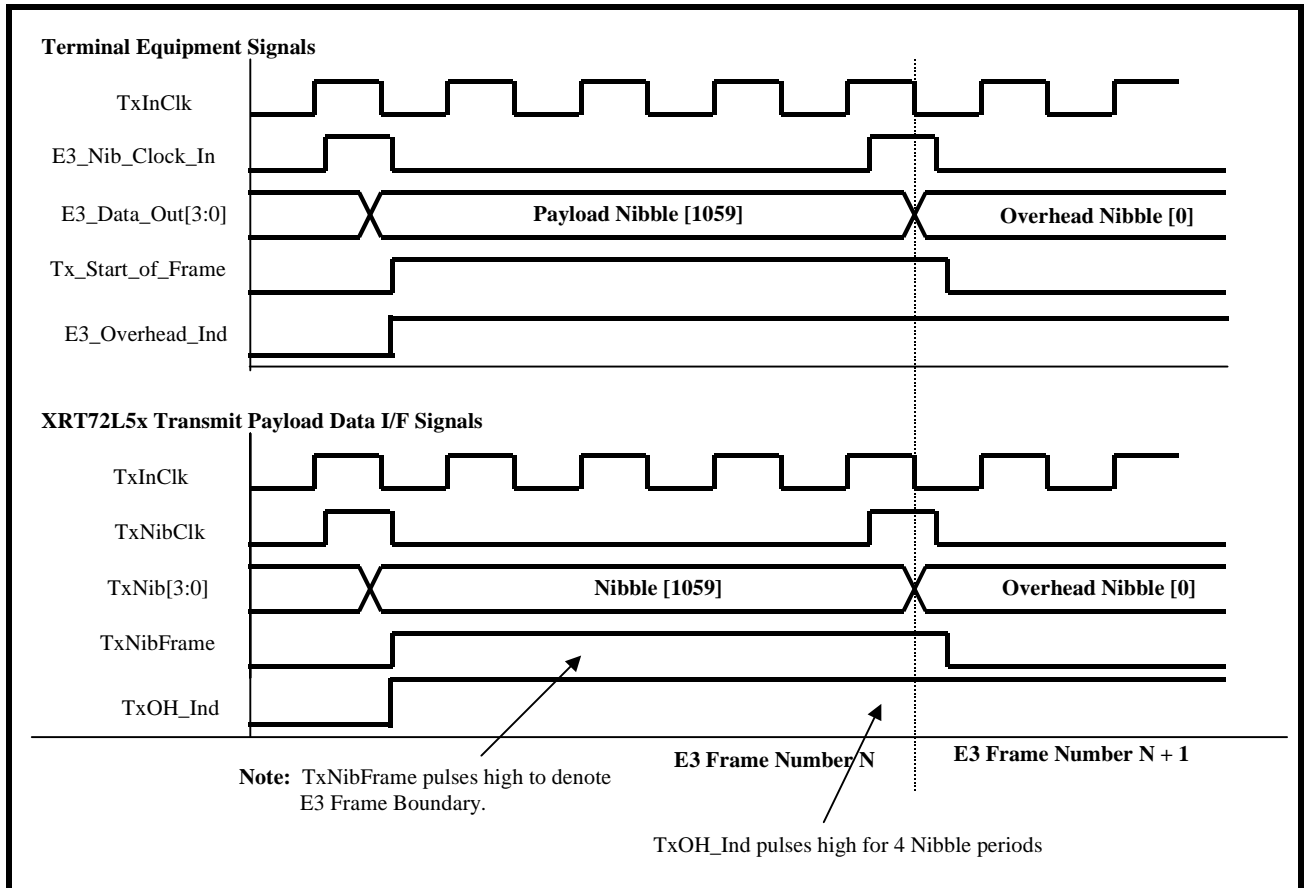 Terminal Equipment Signals
TxInClk
E3_Nib_Clock_In
E3_Data_Out[3:0]
Payload Nibble [1059]
Overhead Nibble [0]
Tx_Start_of_Frame
E3_Overhead_Ind
XRT72L5x Transmit Payload Data I/F Signals
TxInClk
TxNibClk
TxNib[3:0]
Nibble [1059]
Overhead Nibble [0]
TxNibFrame
TxOH_Ind
E3 Frame Number N
E3 Frame Number N + 1
Note: TxNibFrame pulses high to denote
E3 Frame Boundary.
TxOH_Ind pulses high for 4 Nibble periods